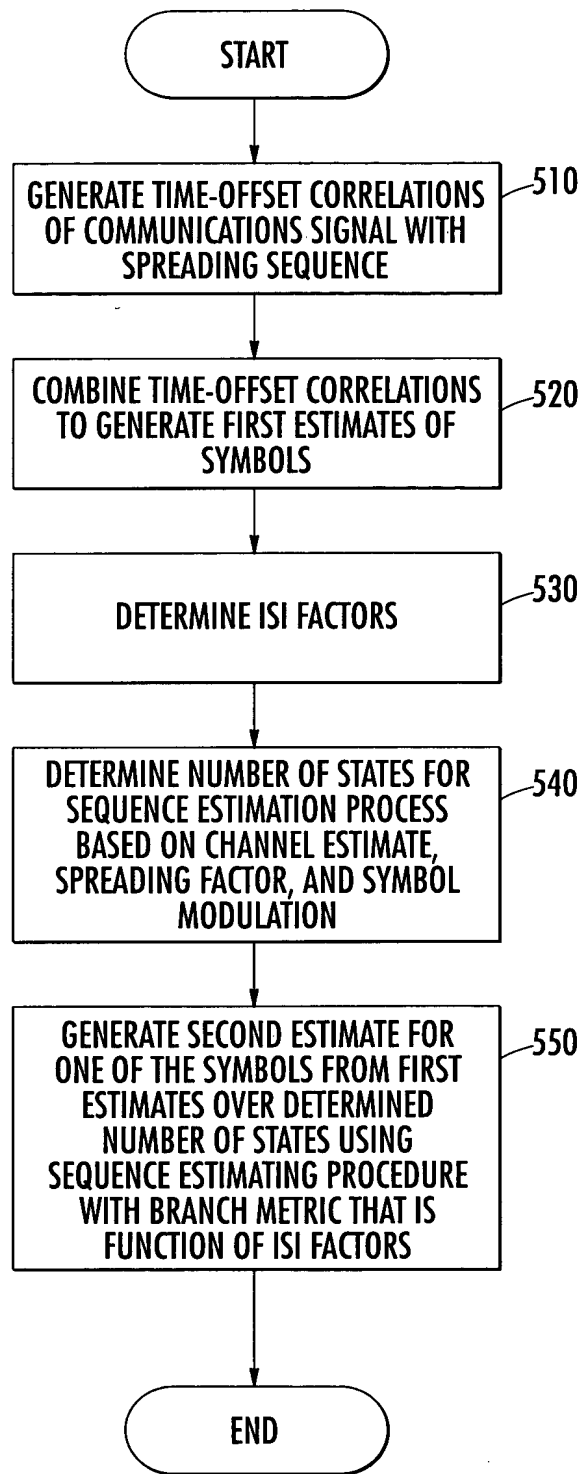 START
GENERATE TIME-OFFSET CORRELATIONS
OF COMMUNICATIONS SIGNAL WITH
SPREADING SEQUENCE
510
COMBINE TIME-OFFSET CORRELATIONS
TO GENERATE FIRST ESTIMATES OF
SYMBOLS
520
DETERMINE ISI FACTORS
530
DETERMINE NUMBER OF STATES FOR
SEQUENCE ESTIMATION PROCESS
BASED ON CHANNEL ESTIMATE,
SPREADING FACTOR, AND SYMBOL
MODULATION
540
GENERATE SECOND ESTIMATE FOR
ONE OF THE SYMBOLS FROM FIRST
ESTIMATES OVER DETERMINED
NUMBER OF STATES USING
SEQUENCE ESTIMATING PROCEDURE
WITH BRANCH METRIC THAT IS
FUNCTION OF ISI FACTORS
550
END